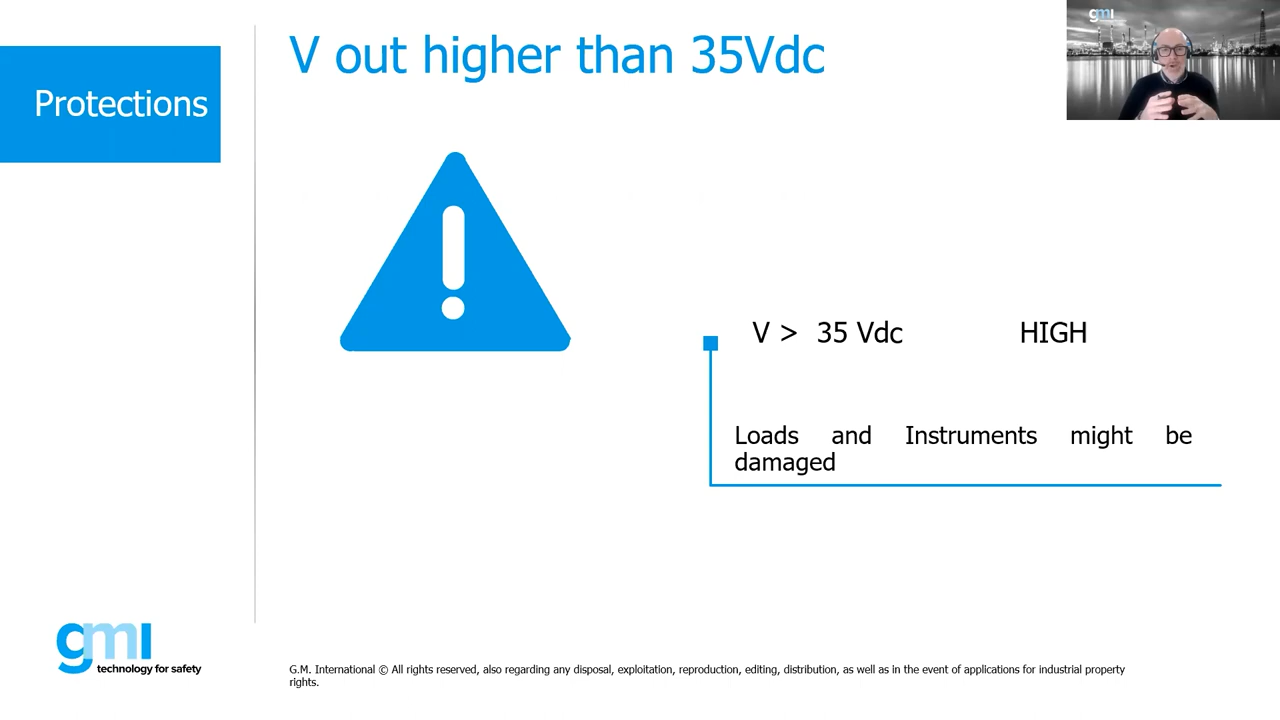 Protections
V out higher than 35Vdc
gmi
V > 35 Vdc HIGH
Loads and Instruments might be
damaged
gmi
technology for safety
G.M. International © All rights reserved, also regarding any disposal, exploitation, reproduction, editing, distribution, as well as in the event of applications for industrial property
rights.